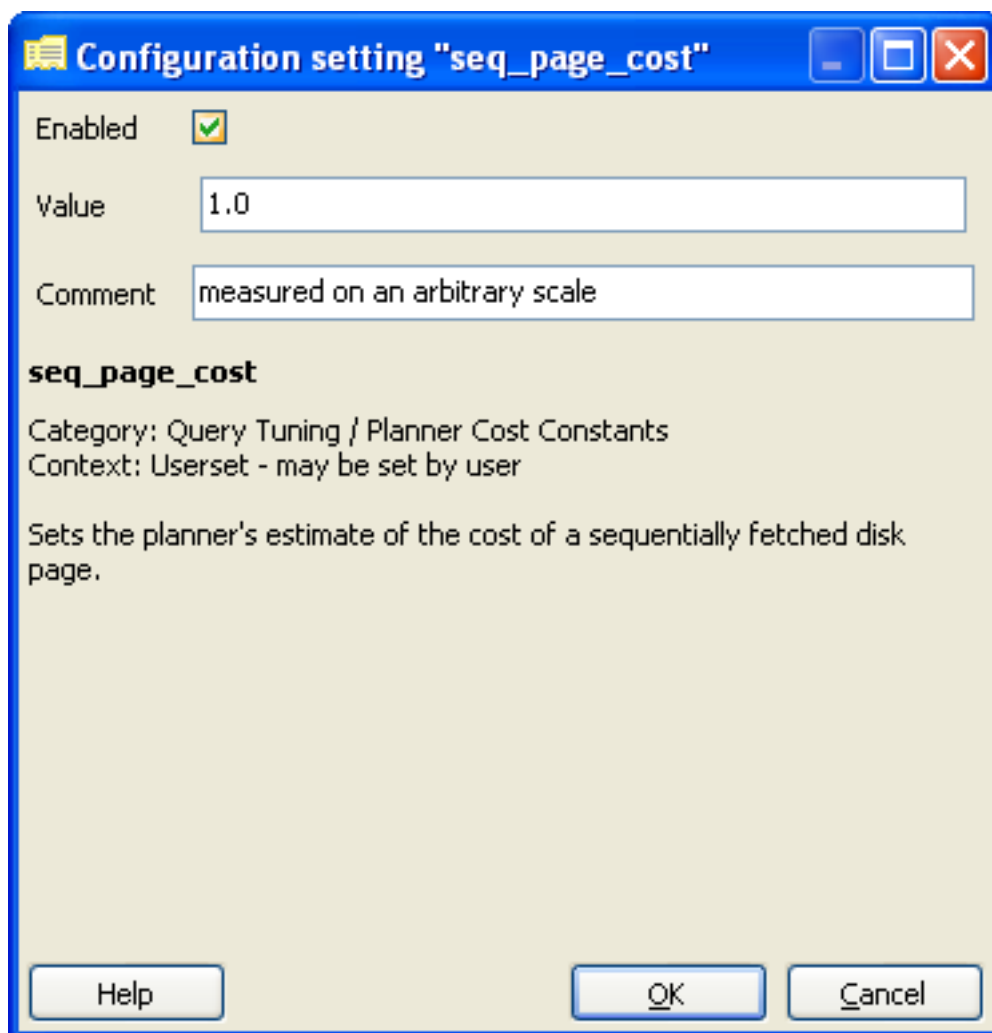 Configuration setting "seq_page_cost"
Enabled
Value 1.0
Comment measured on an arbitrary scale
seq_page_cost
Category: Query Tuning / Planner Cost Constants
Context: Userset - may be set by user
Sets the planner's estimate of the cost of a sequentially fetched disk
page.
Help OK Cancel